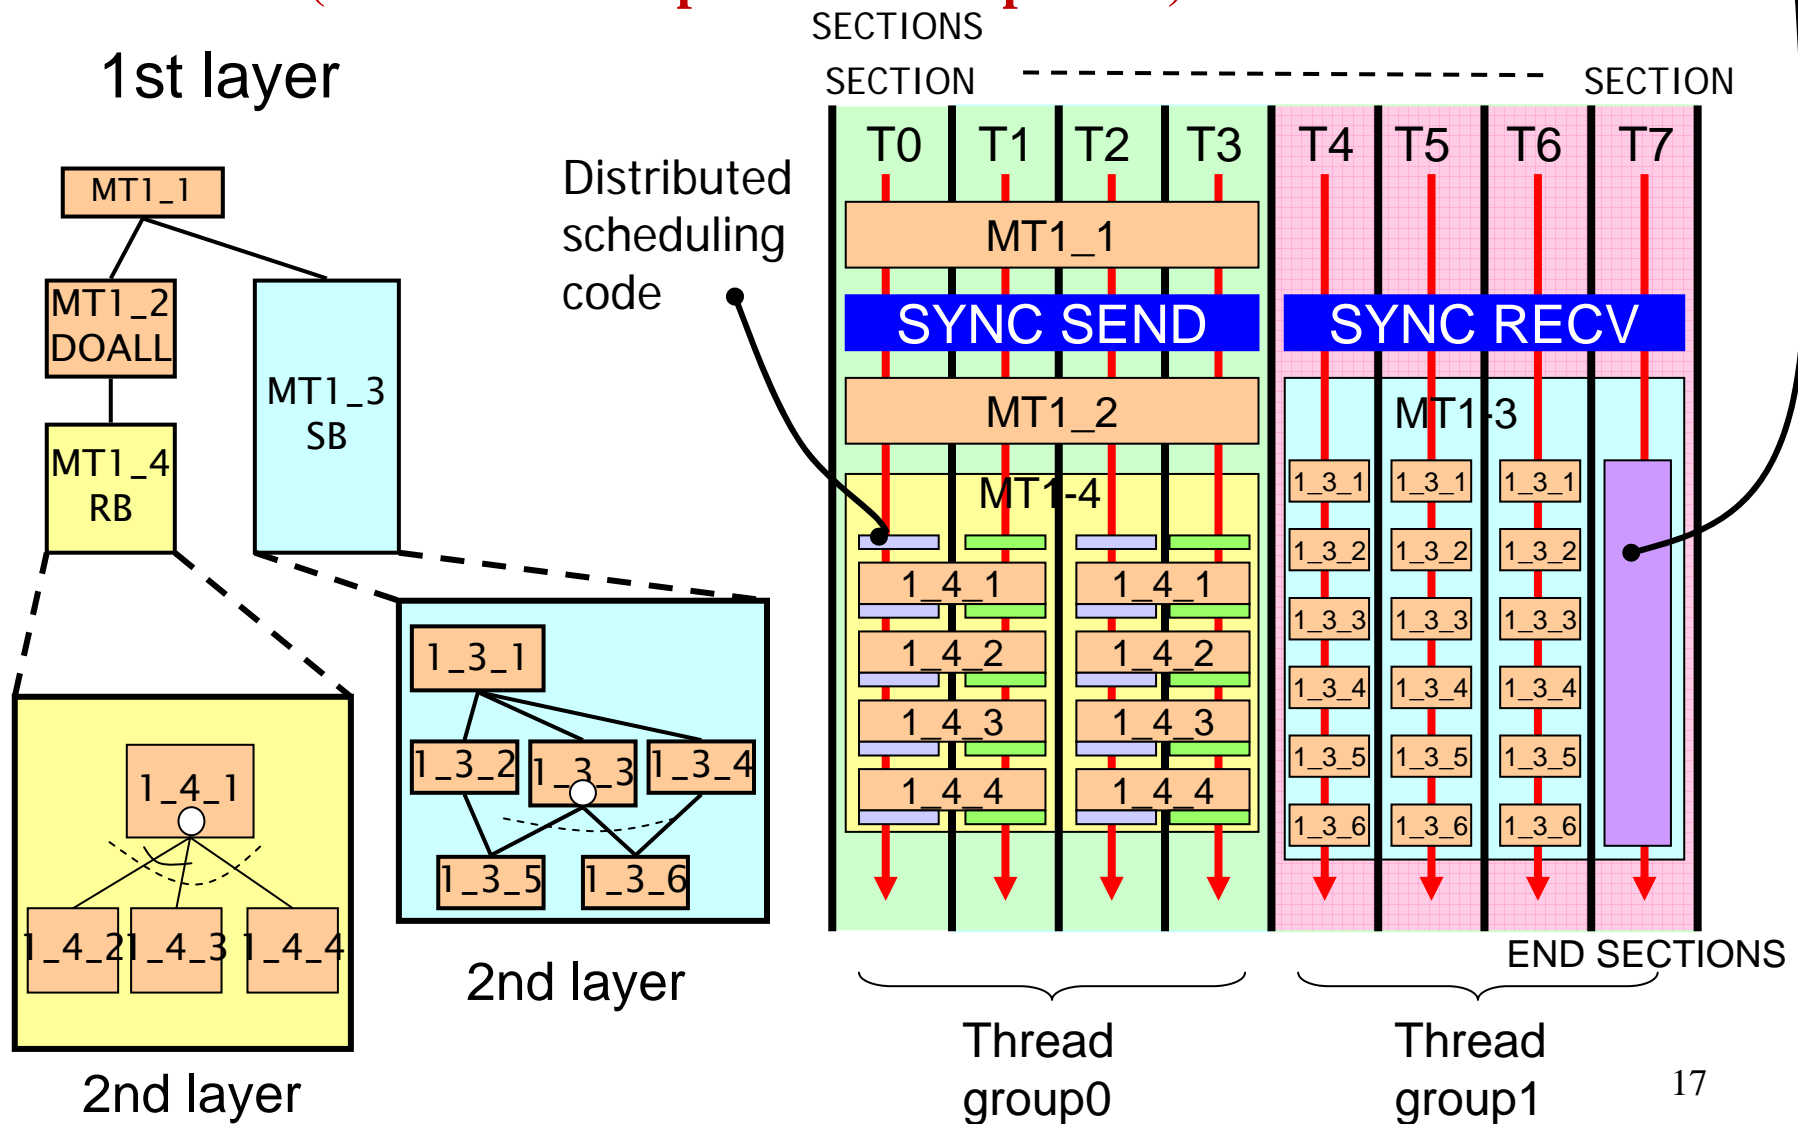 SECTIONS
1st layer
SECTION
SECTION
T0 T1 T2 T3 T4 T5 T6 T7
Distributed
scheduling
code
MT1_1
MT1_1
SYNC SEND
SYNC RECV
MT1_2
DOALL
MT1_3
SB
MT1_2
MT1-3
MT1_4
RB
MT1-4
1_3_1 1_3_1 1_3_1
1_3_2 1_3_2 1_3_2
1_3_3 1_3_3 1_3_3
1_3_4 1_3_4 1_3_4
1_3_5 1_3_5 1_3_5
1_3_6 1_3_6 1_3_6
1_4_1 1_4_1
1_4_2 1_4_2
1_4_3 1_4_3
1_4_4 1_4_4
1_3_1
1_3_2 1_3_3 1_3_4
1_3_5 1_3_6
1_4_1
1_4_2 1_4_3 1_4_4
2nd layer
2nd layer
END SECTIONS
Thread
group0
Thread
group1
17